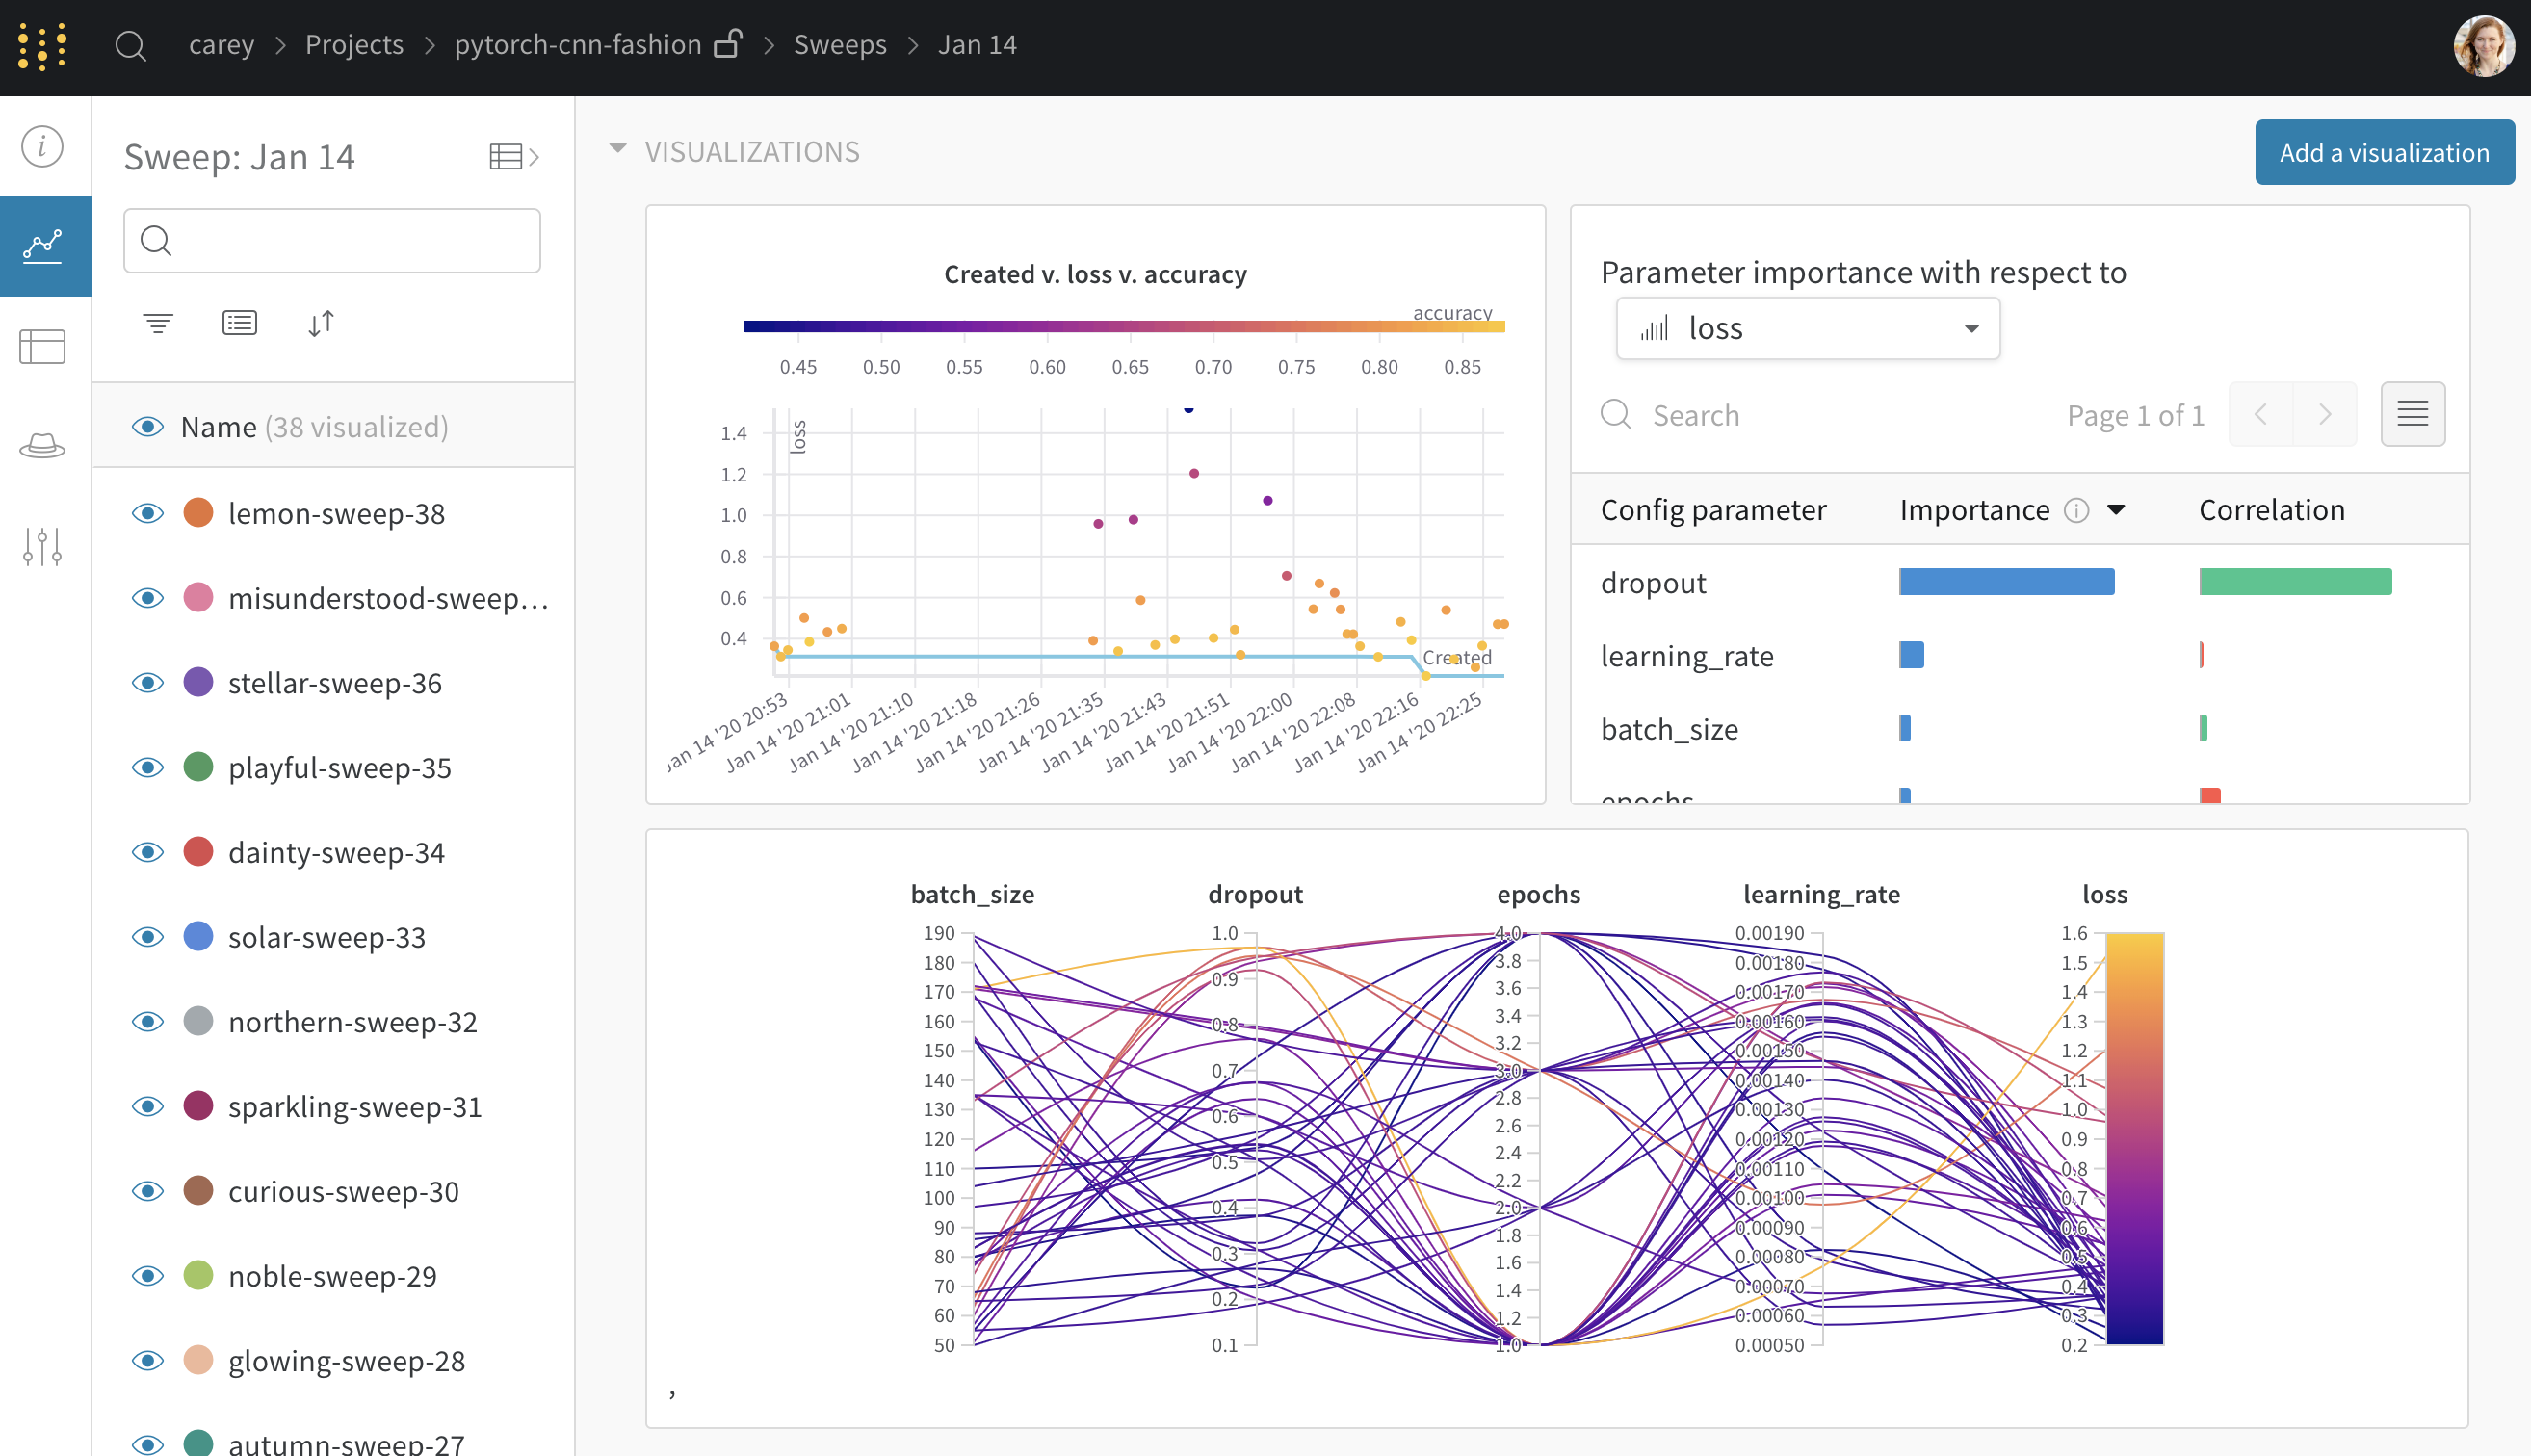 carey > Projects > pytorch-cnn-fashion > Sweeps > Jan 14
Sweep: Jan 14
Name (38 visualized)
lemon-sweep-38
misunderstood-sweep...
stellar-sweep-36
playful-sweep-35
dainty-sweep-34
solar-sweep-33
northern-sweep-32
sparkling-sweep-31
curious-sweep-30
noble-sweep-29
glowing-sweep-28
autumn-sweep-27
VISUALIZATIONS
Add a visualization
Created v. loss v. accuracy
accuracy
0.45 0.50 0.55 0.60 0.65 0.70 0.75 0.80 0.85
loss
1.4
1.2
1.0
0.8
0.6
0.4
Created
Jan 14 '20 20:53
Jan 14 '20 21:01
Jan 14 '20 21:10
Jan 14 '20 21:18
Jan 14 '20 21:26
Jan 14 '20 21:35
Jan 14 '20 21:43
Jan 14 '20 21:51
Jan 14 '20 22:00
Jan 14 '20 22:08
Jan 14 '20 22:16
Jan 14 '20 22:25
Parameter importance with respect to
loss
Search
Page 1 of 1
Config parameter Importance i Correlation
dropout
learning_rate
batch_size
epochs
batch_size
190
180
170
160
150
140
130
120
110
100
90
80
70
60
50
dropout
1.0
0.9
0.8
0.7
0.6
0.5
0.4
0.3
0.2
0.1
epochs
4.0
3.8
3.6
3.4
3.2
3.0
2.8
2.6
2.4
2.2
2.0
1.8
1.6
1.4
1.2
1.0
learning_rate
0.00190
0.00180
0.00170
0.00160
0.00150
0.00140
0.00130
0.00120
0.00110
0.00100
0.00090
0.00080
0.00070
0.00060
0.00050
loss
1.6
1.5
1.4
1.3
1.2
1.1
1.0
0.9
0.8
0.7
0.6
0.5
0.4
0.3
0.2
,